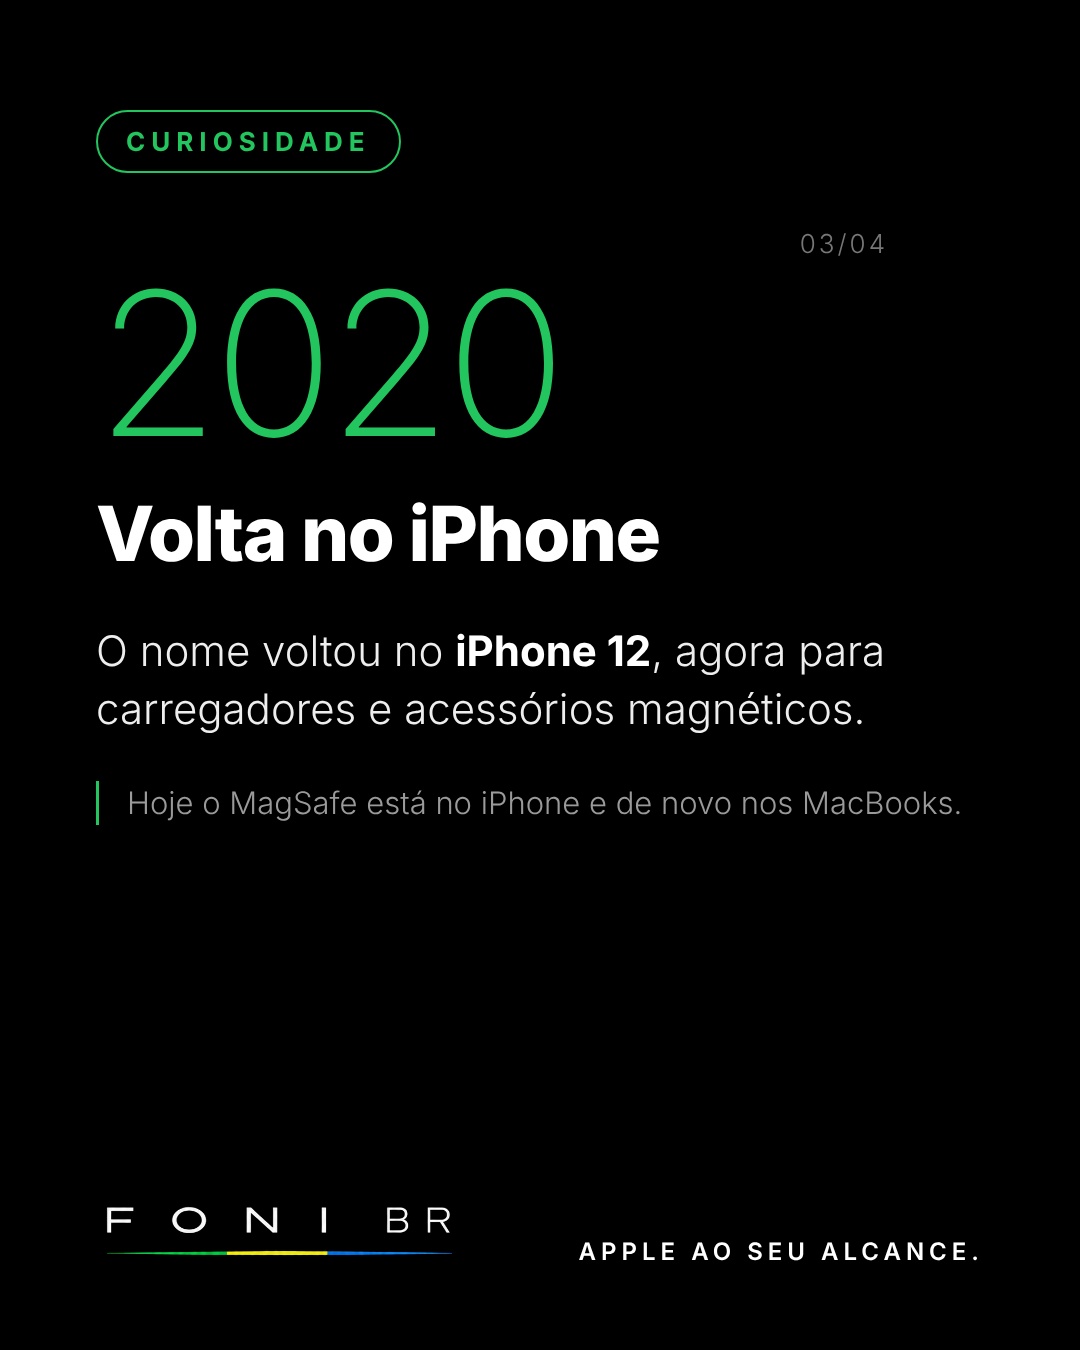 CURIOSIDADE
03/04
2020
Volta no iPhone
O nome voltou no iPhone 12, agora para
carregadores e acessórios magnéticos.
Hoje o MagSafe está no iPhone e de novo nos MacBooks.
FONI BR
APPLE AO SEU ALCANCE.